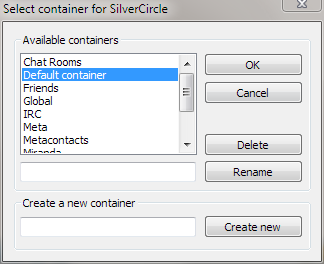 Select container for SilverCircle
Available containers
Chat Rooms
Default container
Friends
Global
IRC
Meta
Metacontacts
Miranda
OK
Cancel
Delete
Rename
Create a new container
Create new